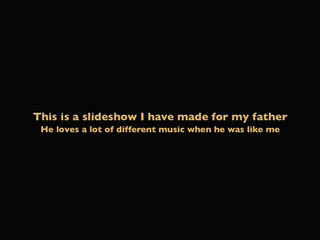 This is a slideshow I have made for my father
He loves a lot of different music when he was like me